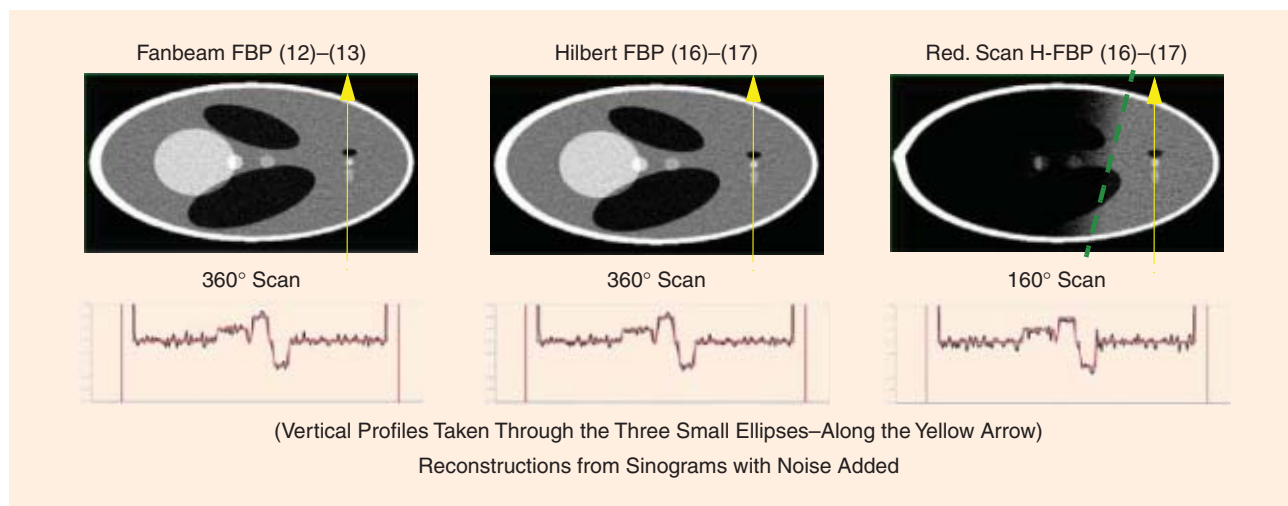 Fanbeam FBP (12)–(13)
Hilbert FBP (16)–(17)
Red. Scan H-FBP (16)–(17)
360° Scan
360° Scan
160° Scan
(Vertical Profiles Taken Through the Three Small Ellipses–Along the Yellow Arrow)
Reconstructions from Sinograms with Noise Added